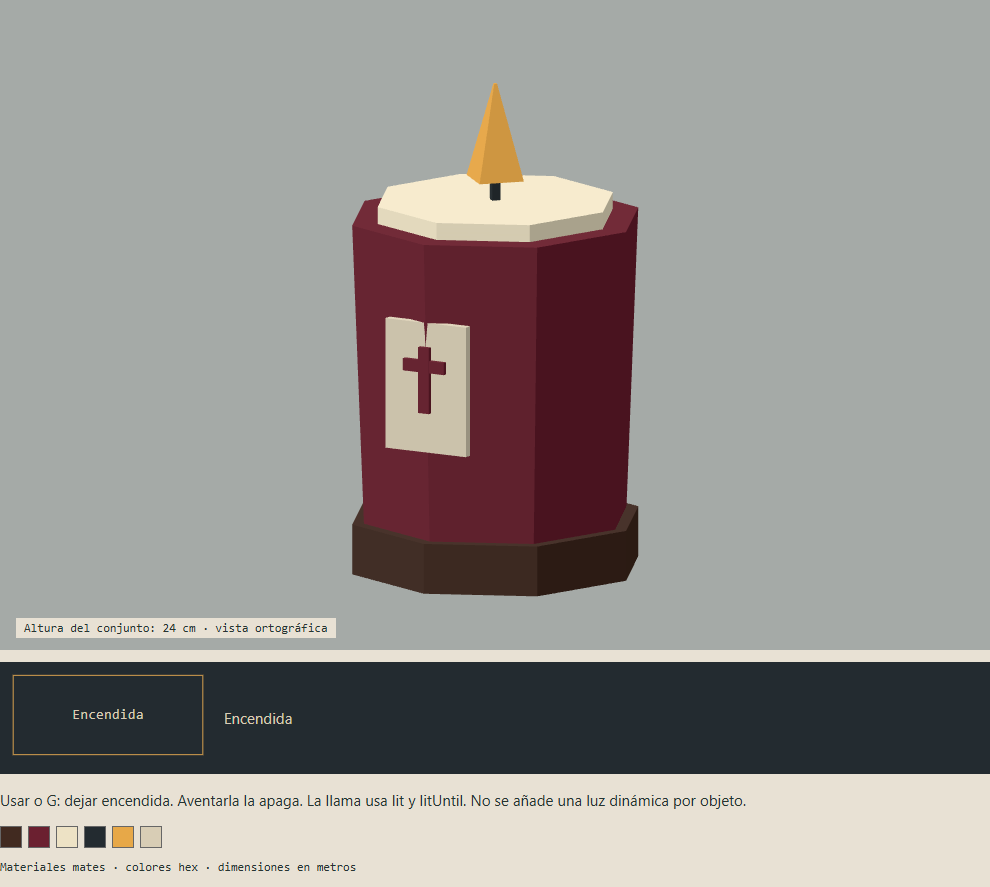 Altura del conjunto: 24 cm · vista ortográfica
Encendida
Encendida
Usar o G: dejar encendida. Aventarla la apaga. La llama usa lit y litUntil. No se añade una luz dinámica por objeto.
Materiales mates · colores hex · dimensiones en metros